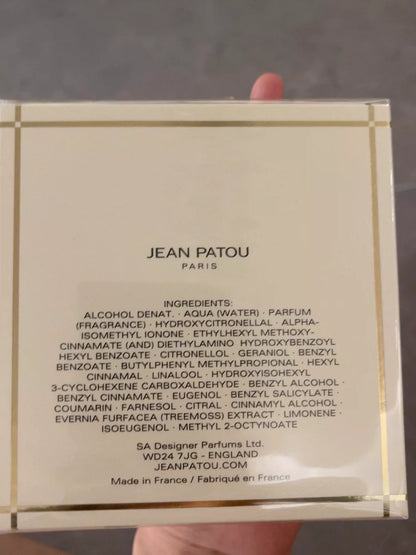 JEAN PATOU
PARIS
INGREDIENTS:
ALCOHOL DENAT. · AQUA (WATER) · PARFUM
(FRAGRANCE) · HYDROXYCITRONELLAL · ALPHA-
ISOMETHYL IONONE · ETHYLHEXYL METHOXY-
CINNAMATE (AND) DIETHYLAMINO HYDROXYBENZOYL
HEXYL BENZOATE · CITRONELLOL · GERANIOL · BENZYL
BENZOATE · BUTYLPHENYL METHYLPROPIONAL · HEXYL
CINNAMAL · LINALOOL · HYDROXYISOHEXYL
3-CYCLOHEXENE CARBOXALDEHYDE · BENZYL ALCOHOL ·
BENZYL CINNAMATE · EUGENOL · BENZYL SALICYLATE ·
COUMARIN · FARNESOL · CITRAL · CINNAMYL ALCOHOL ·
EVERNIA FURFACEA (TREEMOSS) EXTRACT · LIMONENE ·
ISOEUGENOL · METHYL 2-OCTYNOATE
SA Designer Parfums Ltd.
WD24 7JG - ENGLAND
JEANPATOU.COM
Made in France / Fabriqué en France